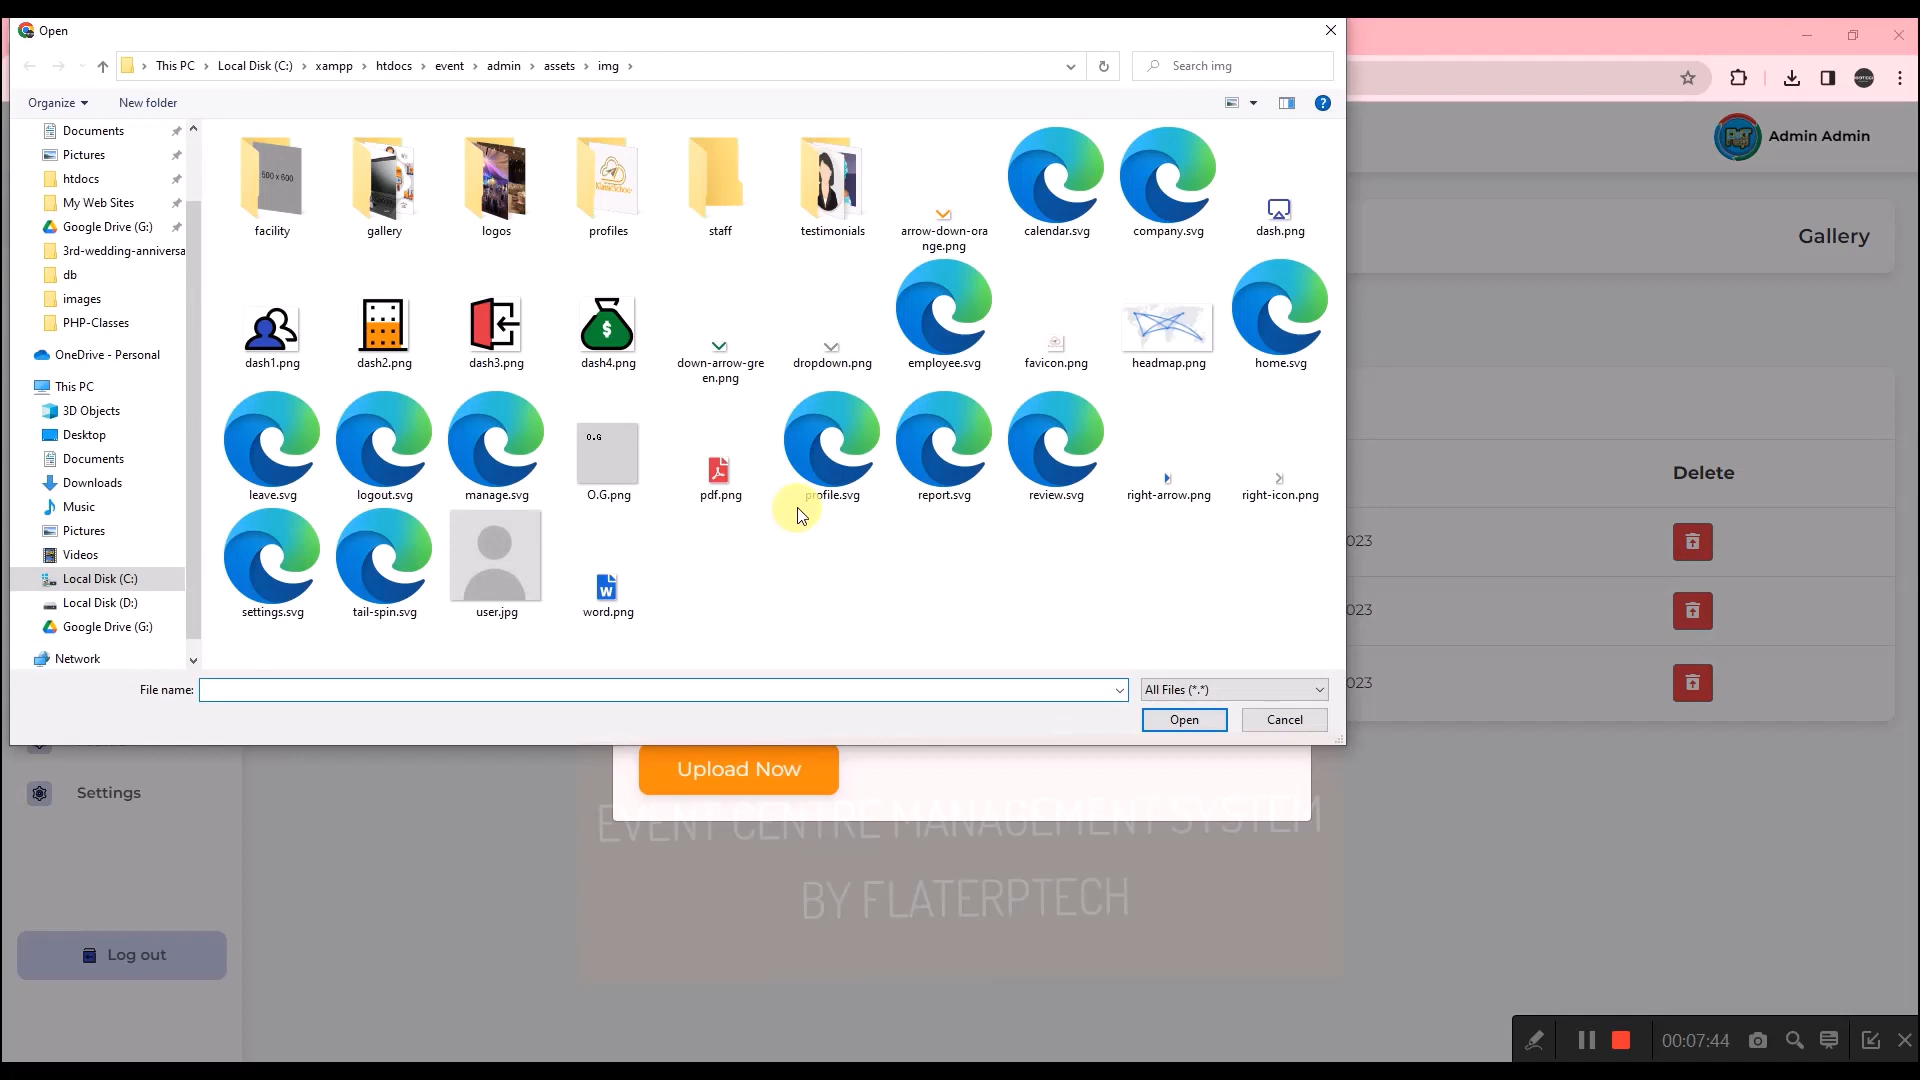 Open
This PC
Local Disk (C:)
xampp
htdocs
event
admin
assets
img
Search img
Organize
New folder
Documents
Pictures
htdocs
My Web Sites
Google Drive (G:)
3rd-wedding-anniversa
db
images
PHP-Classes
OneDrive - Personal
This PC
3D Objects
Desktop
Documents
Downloads
Music
Pictures
Videos
Local Disk (C:)
Local Disk (D:)
Google Drive (G:)
Network
500 x 600
facility
gallery
logos
profiles
staff
testimonials
arrow-down-ora
nge.png
calendar.svg
company.svg
dash.png
dash1.png
dash2.png
dash3.png
dash4.png
down-arrow-gre
en.png
dropdown.png
employee.svg
favicon.png
headmap.png
home.svg
O.G
leave.svg
logout.svg
manage.svg
O.G.png
pdf.png
profile.svg
report.svg
review.svg
right-arrow.png
right-icon.png
settings.svg
tail-spin.svg
user.jpg
word.png
File name:
All Files (*.*)
Open
Cancel
Admin Admin
Gallery
Delete
023
023
023
Upload Now
EVENT CENTRE MANAGEMENT SYSTEM
BY FLATERPTECH
Settings
Log out
00:07:44